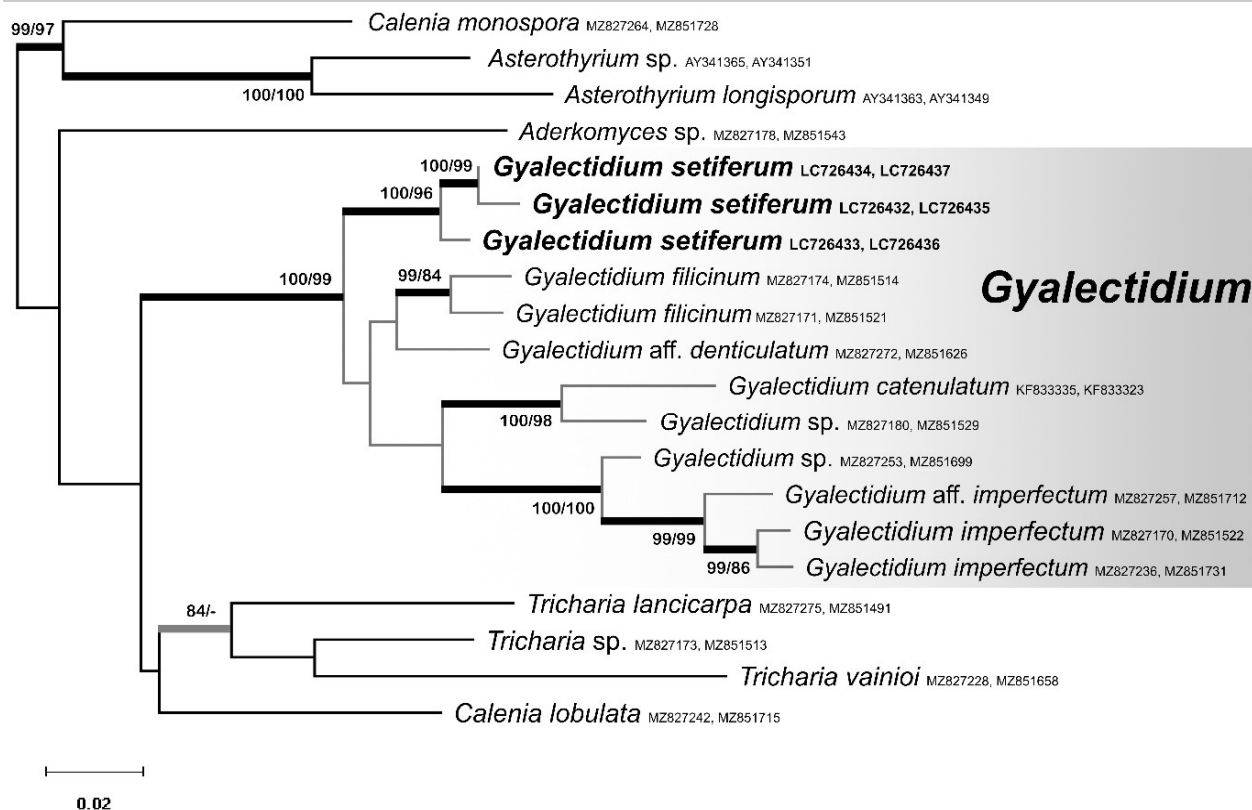 99/97
Calenia monospora MZ827264, MZ851728
Asterothyrium sp. AY341365, AY341351
100/100
Asterothyrium longisporum AY341363, AY341349
Aderkomyces sp. MZ827178, MZ851543
100/99
Gyalectidium setiferum LC726434, LC726437
100/96
Gyalectidium setiferum LC726432, LC726435
Gyalectidium setiferum LC726433, LC726436
100/99
99/84
Gyalectidium filicinum MZ827174, MZ851514
Gyalectidium
Gyalectidium filicinum MZ827171, MZ851521
Gyalectidium aff. denticulatum MZ827272, MZ851626
Gyalectidium catenulatum KF833335, KF833323
100/98
Gyalectidium sp. MZ827180, MZ851529
Gyalectidium sp. MZ827253, MZ851699
100/100
Gyalectidium aff. imperfectum MZ827257, MZ851712
99/99
Gyalectidium imperfectum MZ827170, MZ851522
99/86
Gyalectidium imperfectum MZ827236, MZ851731
84/-
Tricharia lancicarpa MZ827275, MZ851491
Tricharia sp. MZ827173, MZ851513
Tricharia vainioi MZ827228, MZ851658
Calenia lobulata MZ827242, MZ851715
0.02